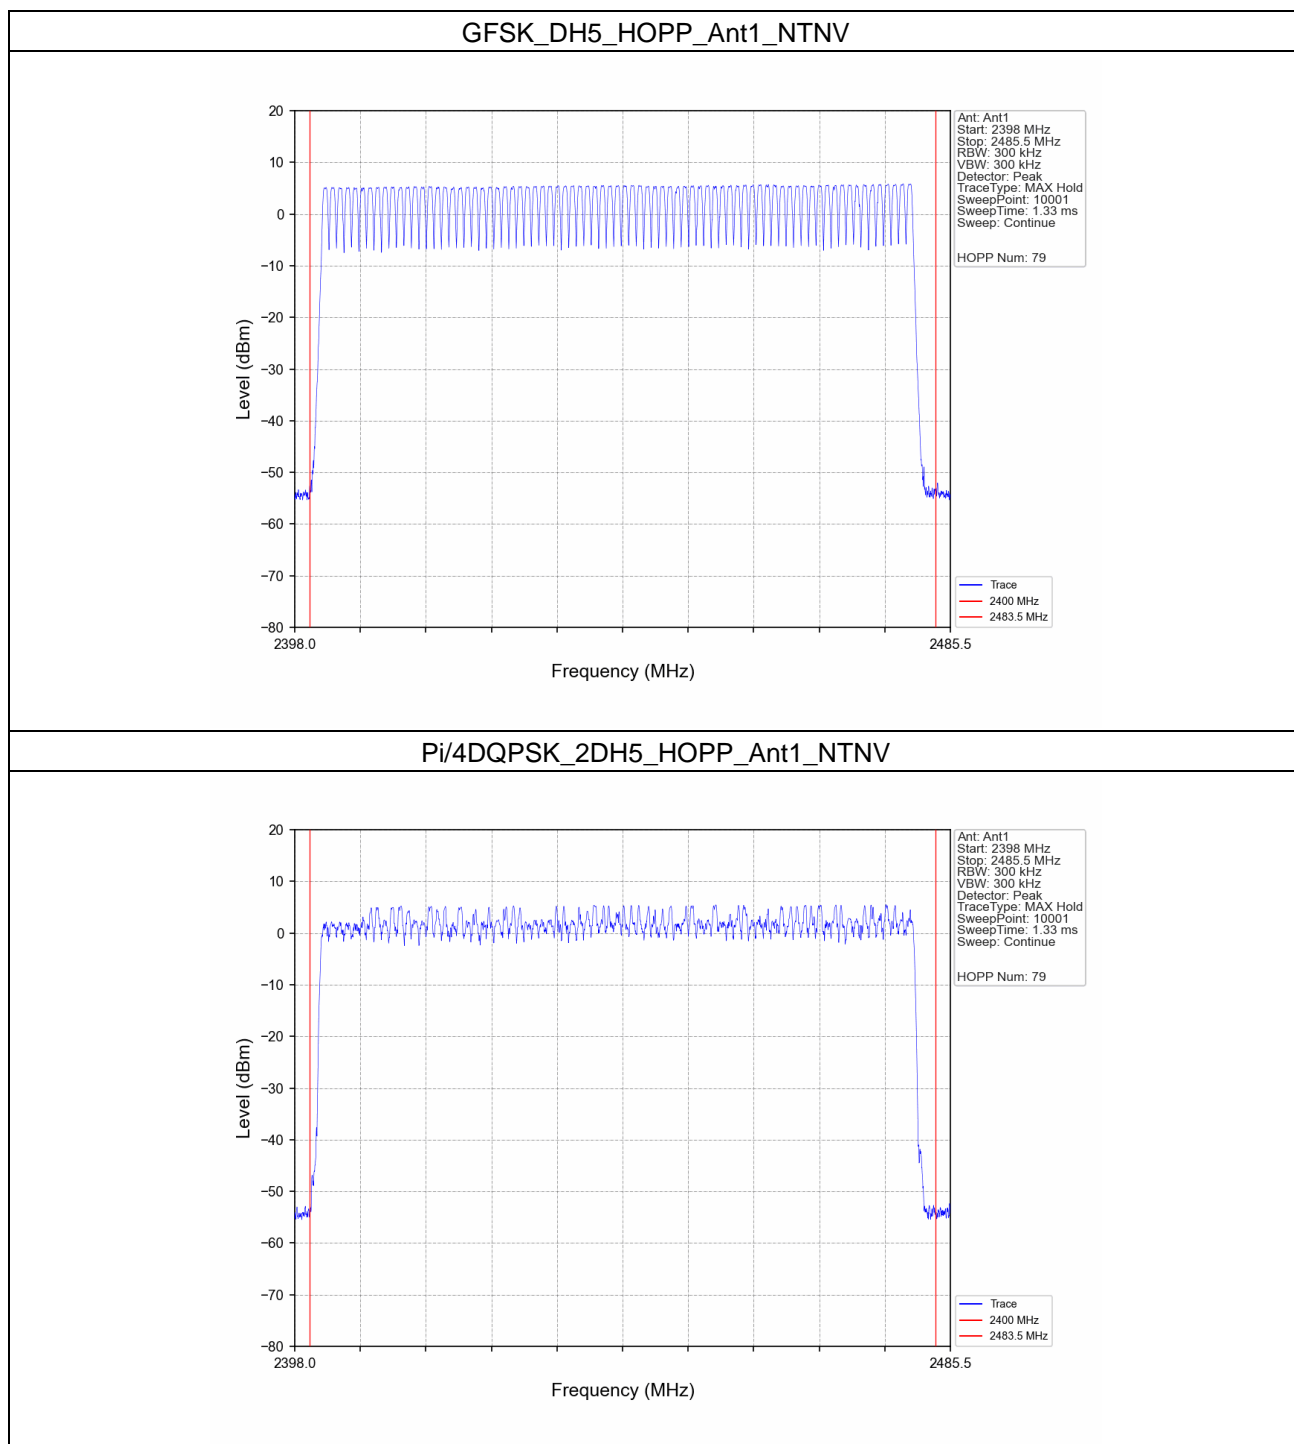 GFSK_DH5_HOPP_Ant1_NTNV
20
10
0
−10
−20
−30
−40
−50
−60
−70
−80
Level (dBm)
2398.0
2485.5
Frequency (MHz)
Ant: Ant1
Start: 2398 MHz
Stop: 2485.5 MHz
RBW: 300 kHz
VBW: 300 kHz
Detector: Peak
TraceType: MAX Hold
SweepPoint: 10001
SweepTime: 1.33 ms
Sweep: Continue
HOPP Num: 79
Trace
2400 MHz
2483.5 MHz
Pi/4DQPSK_2DH5_HOPP_Ant1_NTNV
20
10
0
−10
−20
−30
−40
−50
−60
−70
−80
Level (dBm)
2398.0
2485.5
Frequency (MHz)
Ant: Ant1
Start: 2398 MHz
Stop: 2485.5 MHz
RBW: 300 kHz
VBW: 300 kHz
Detector: Peak
TraceType: MAX Hold
SweepPoint: 10001
SweepTime: 1.33 ms
Sweep: Continue
HOPP Num: 79
Trace
2400 MHz
2483.5 MHz